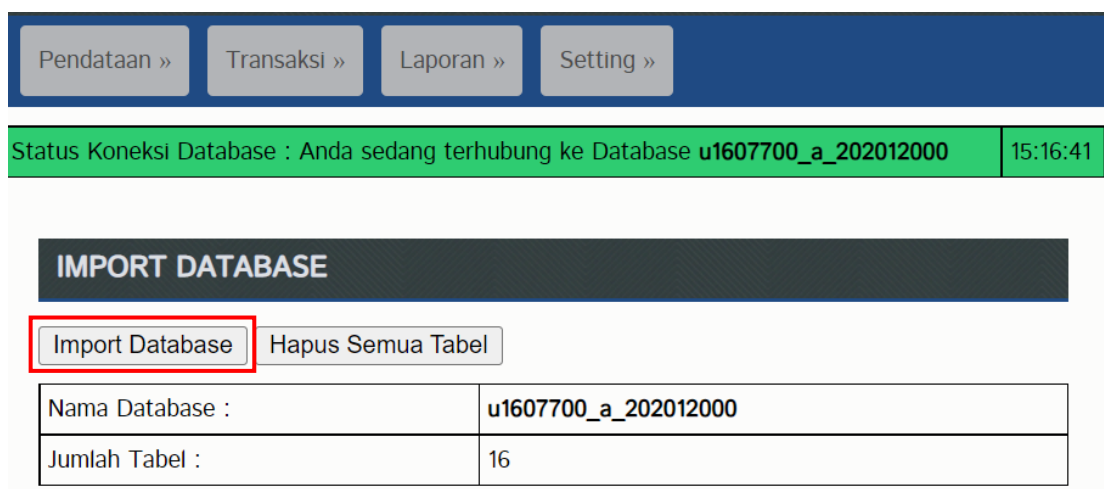 Pendataan » Transaksi » Laporan » Setting »
Status Koneksi Database : Anda sedang terhubung ke Database u1607700_a_202012000 15:16:41
IMPORT DATABASE
Import Database Hapus Semua Tabel
Nama Database : u1607700_a_202012000
Jumlah Tabel : 16